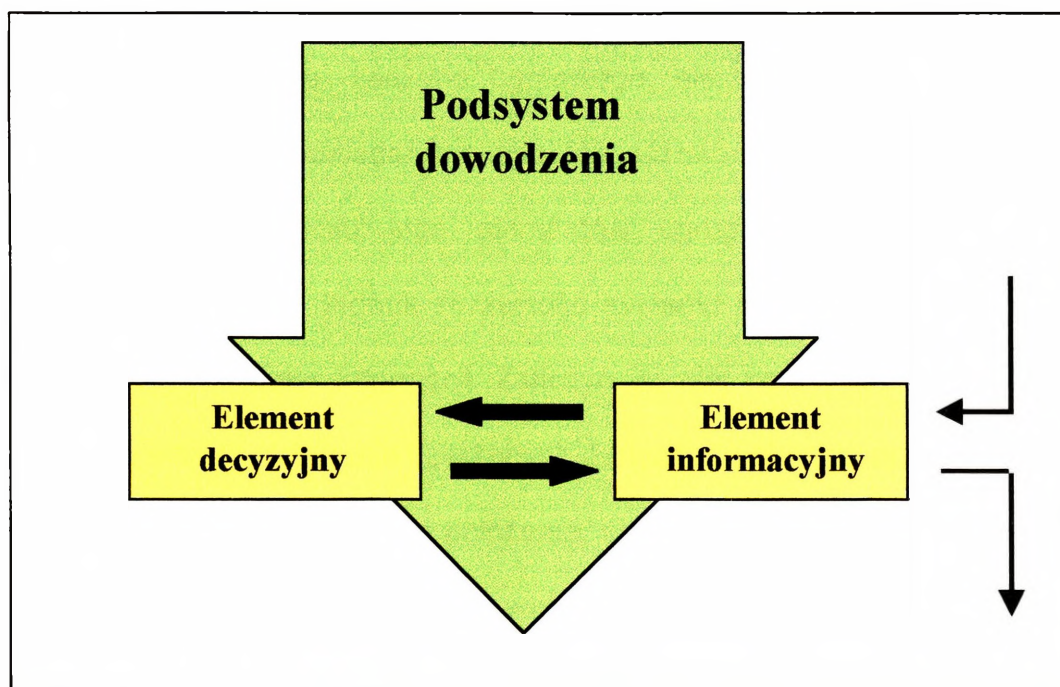 Podsystem
dowodzenia
Element
decyzyjny
Element
informacyjny